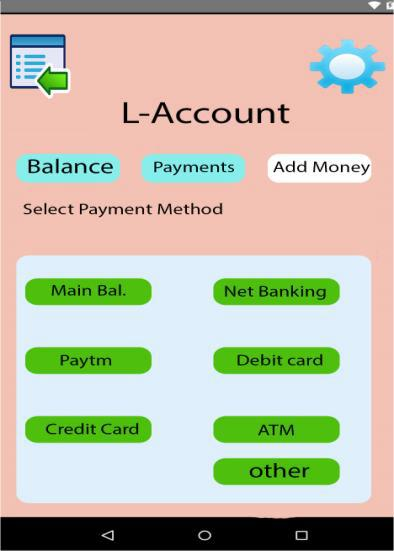 L-Account
Balance Payments Add Money
Select Payment Method
Main Bal. Net Banking
Paytm Debit card
Credit Card ATM
other